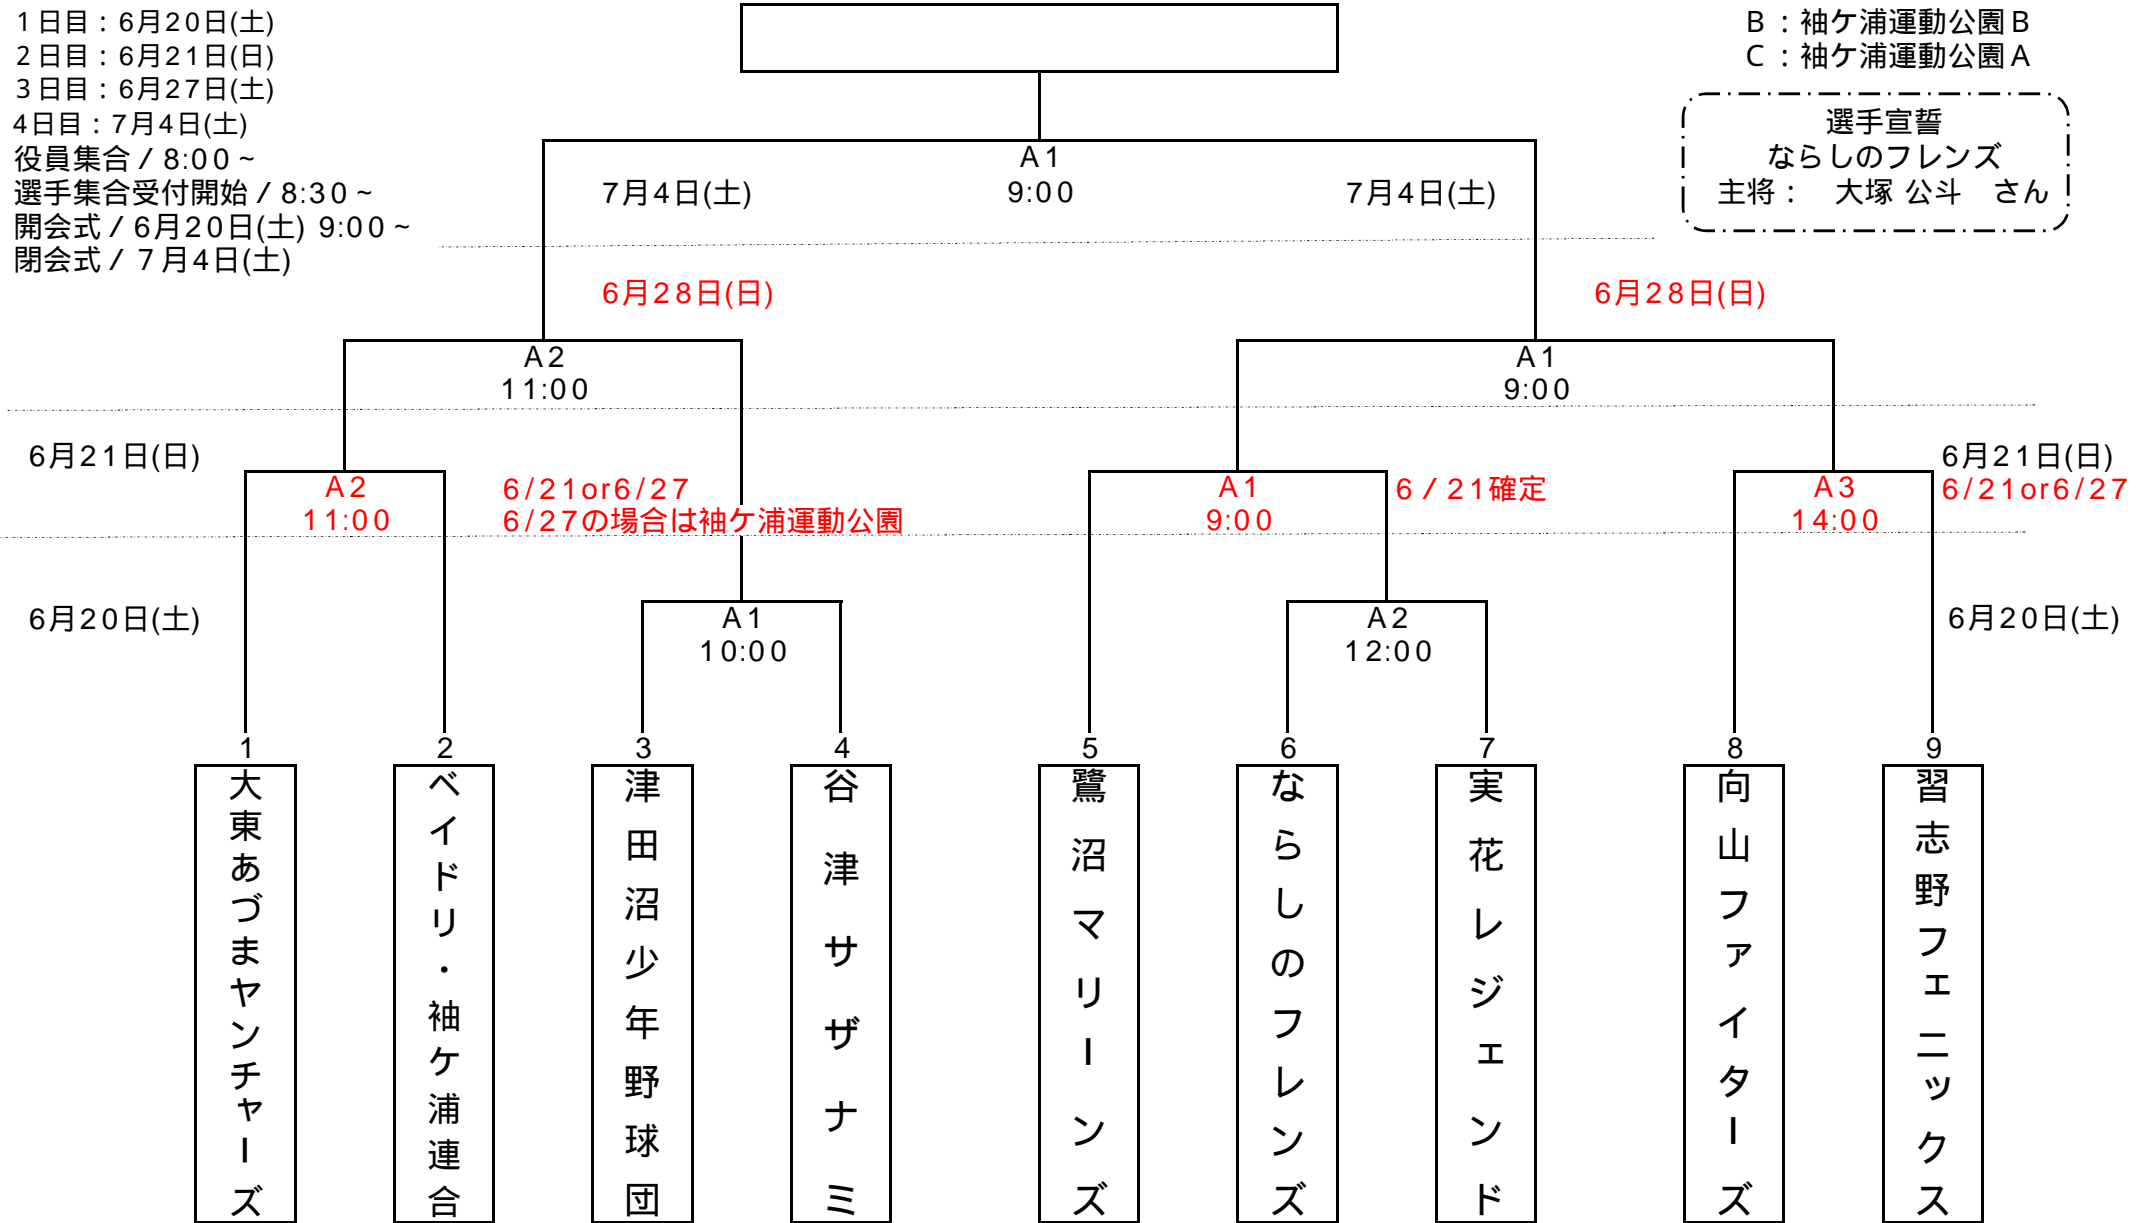 1日目：6月20日(土)
2日目：6月21日(日)
3日目：6月27日(土)
4日目：7月4日(土)
役員集合／8:00～
選手集合受付開始／8:30～
開会式／6月20日(土) 9:00～
閉会式／7月4日(土)
B：袖ケ浦運動公園B
C：袖ケ浦運動公園A
選手宣誓
ならしのフレンズ
主将：　大塚 公斗　さん
7月4日(土)
A1
9:00
7月4日(土)
6月28日(日)
6月28日(日)
A2
11:00
A1
9:00
6月21日(日)
A2
11:00
6/21or6/27
6/27の場合は袖ケ浦運動公園
A1
9:00
6／21確定
A3
14:00
6月21日(日)
6/21or6/27
6月20日(土)
A1
10:00
A2
12:00
6月20日(土)
1
2
3
4
5
6
7
8
9
大東あづまヤンチャーズ
ベイドリ・袖ケ浦連合
津田沼少年野球団
谷津サザナミ
鷺沼マリーンズ
ならしのフレンズ
実花レジェンド
向山ファイターズ
習志野フェニックス